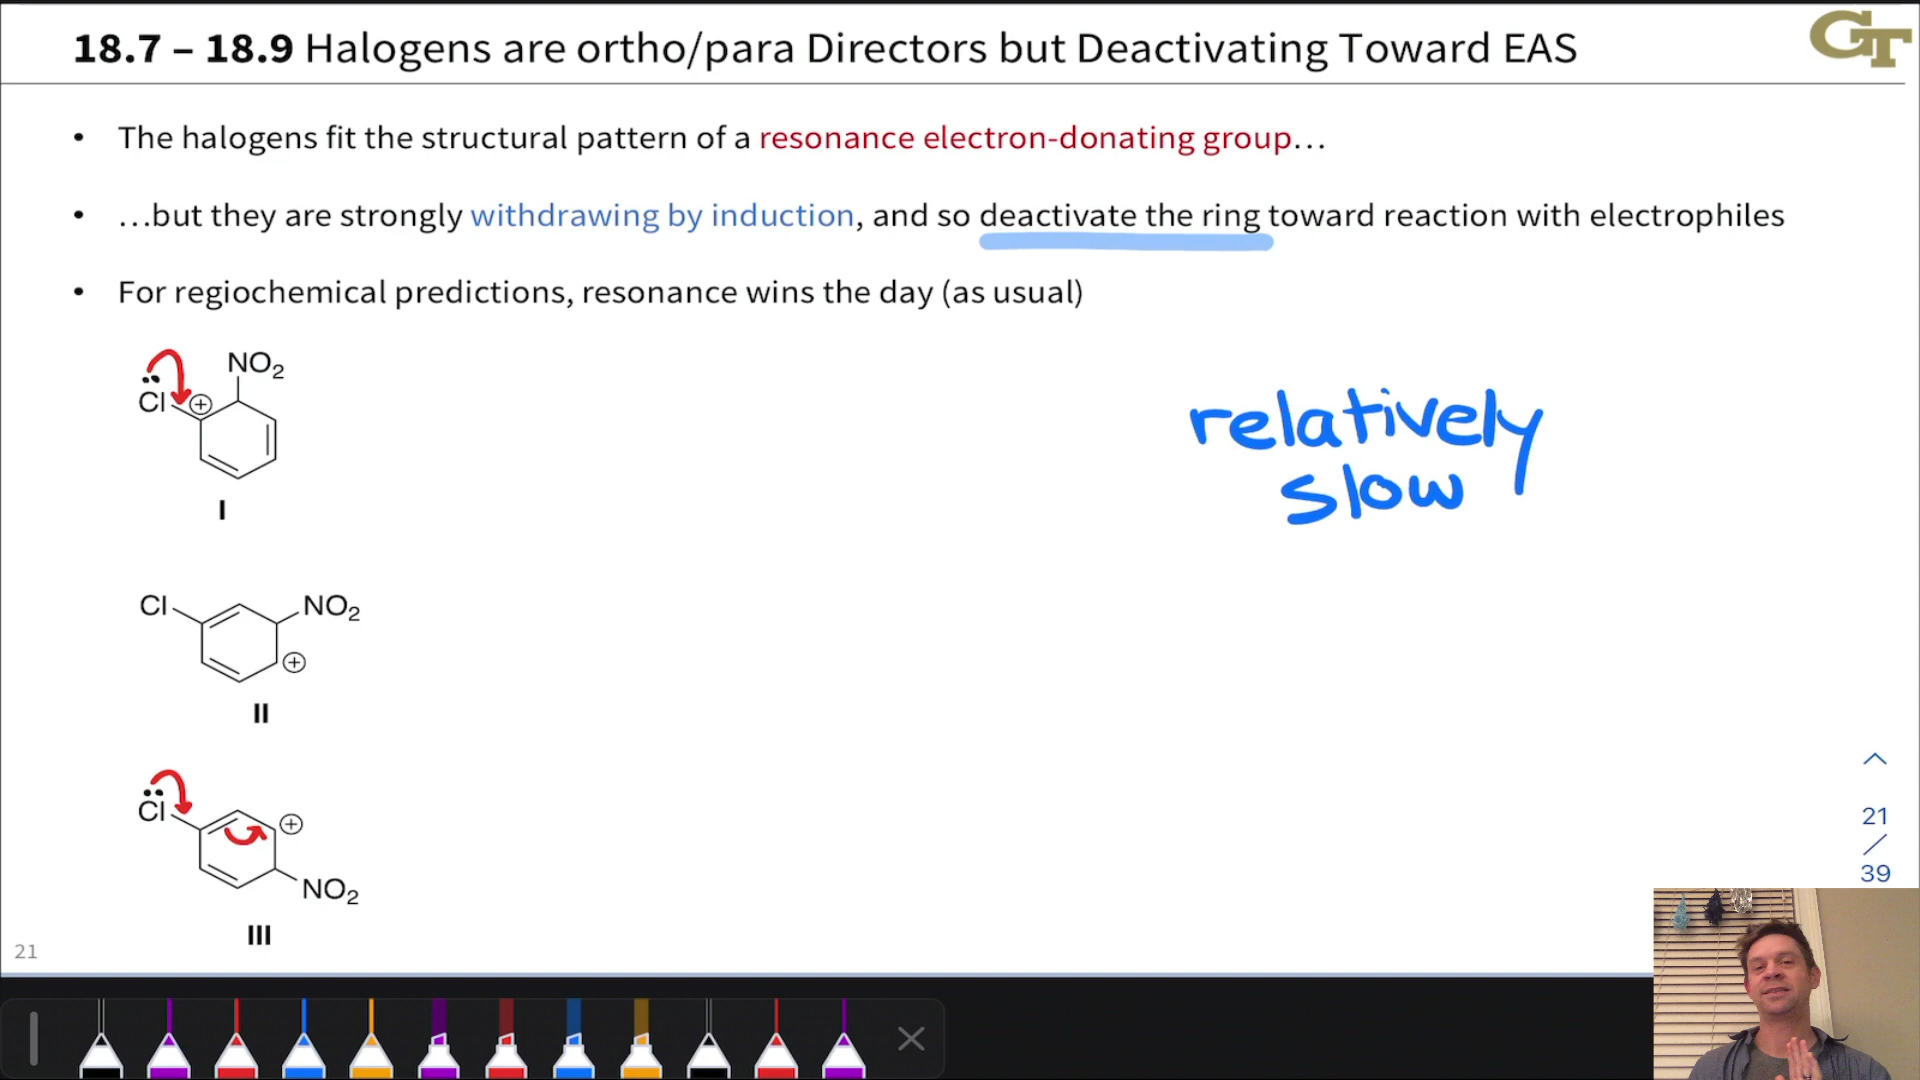 18.7 – 18.9 Halogens are ortho/para Directors but Deactivating Toward EAS
GT
• The halogens fit the structural pattern of a resonance electron-donating group…
• …but they are strongly withdrawing by induction, and so deactivate the ring toward reaction with electrophiles
• For regiochemical predictions, resonance wins the day (as usual)
NO2
Cl
I
relatively
slow
Cl
NO2
II
Cl
NO2
III
21
/
39
21